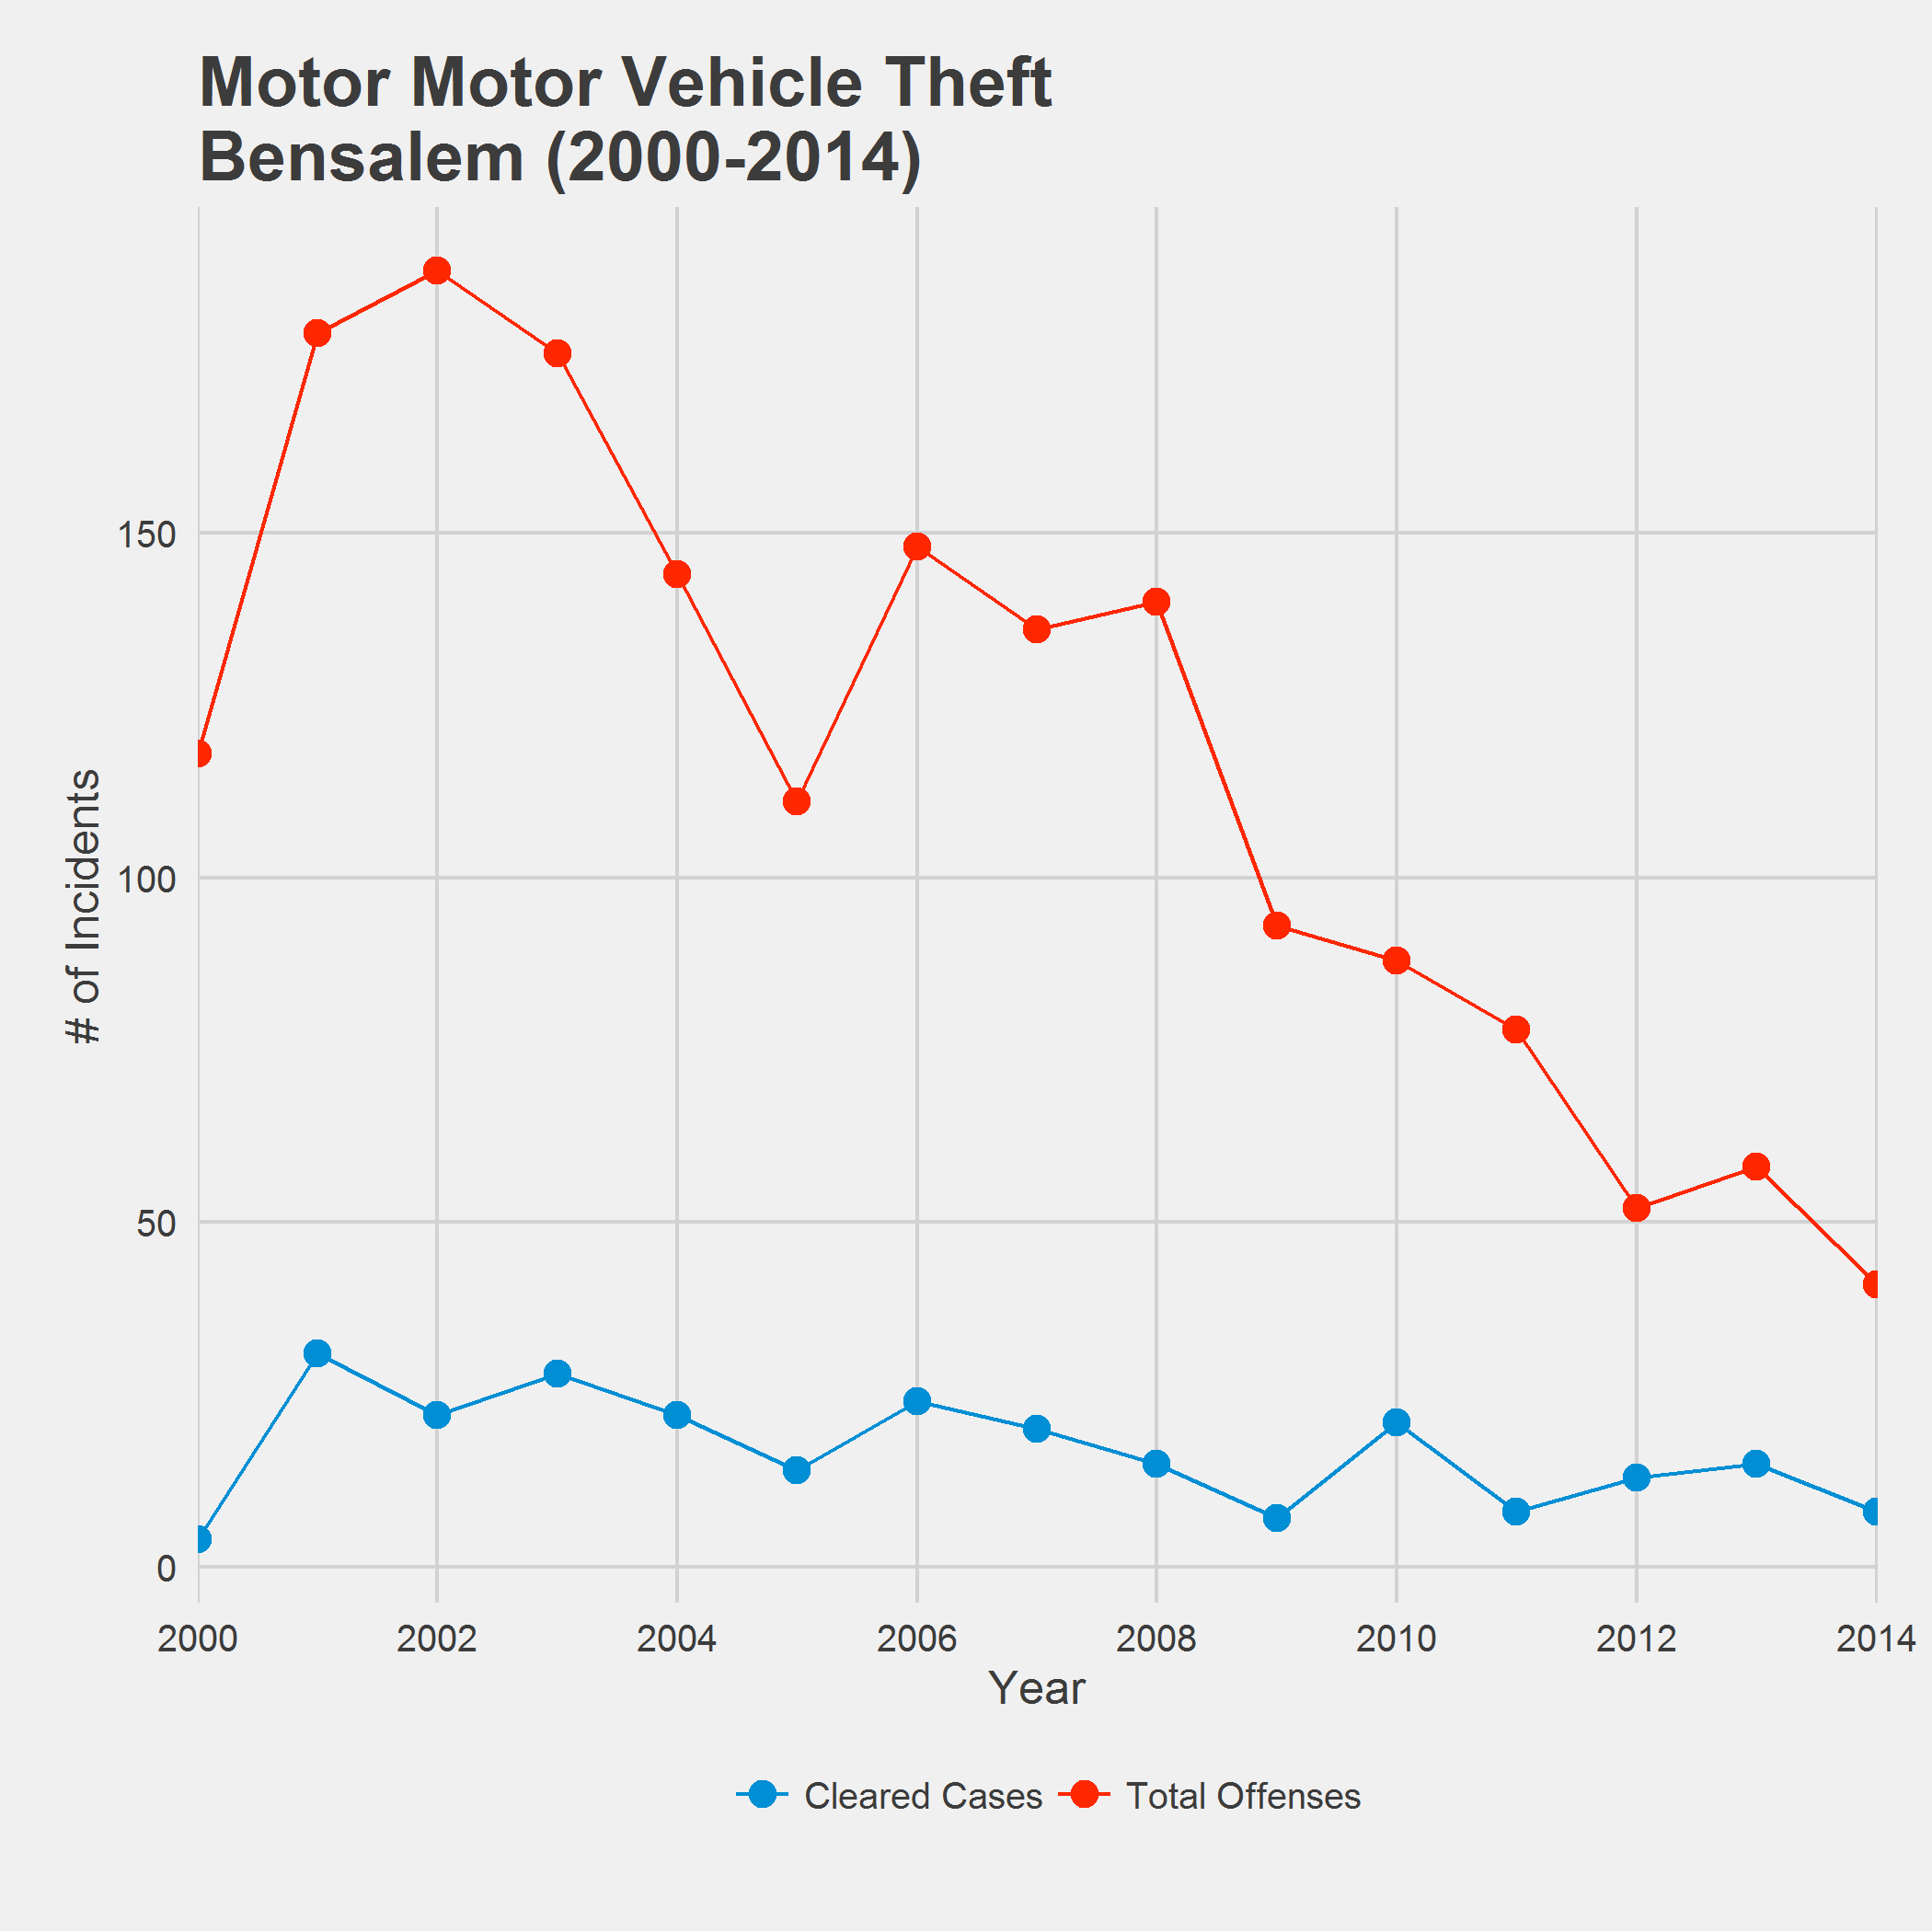 Motor Motor Vehicle Theft
Bensalem (2000-2014)
# of Incidents
150
100
50
0
2000 2002 2004 2006 2008 2010 2012 2014
Year
Cleared Cases Total Offenses